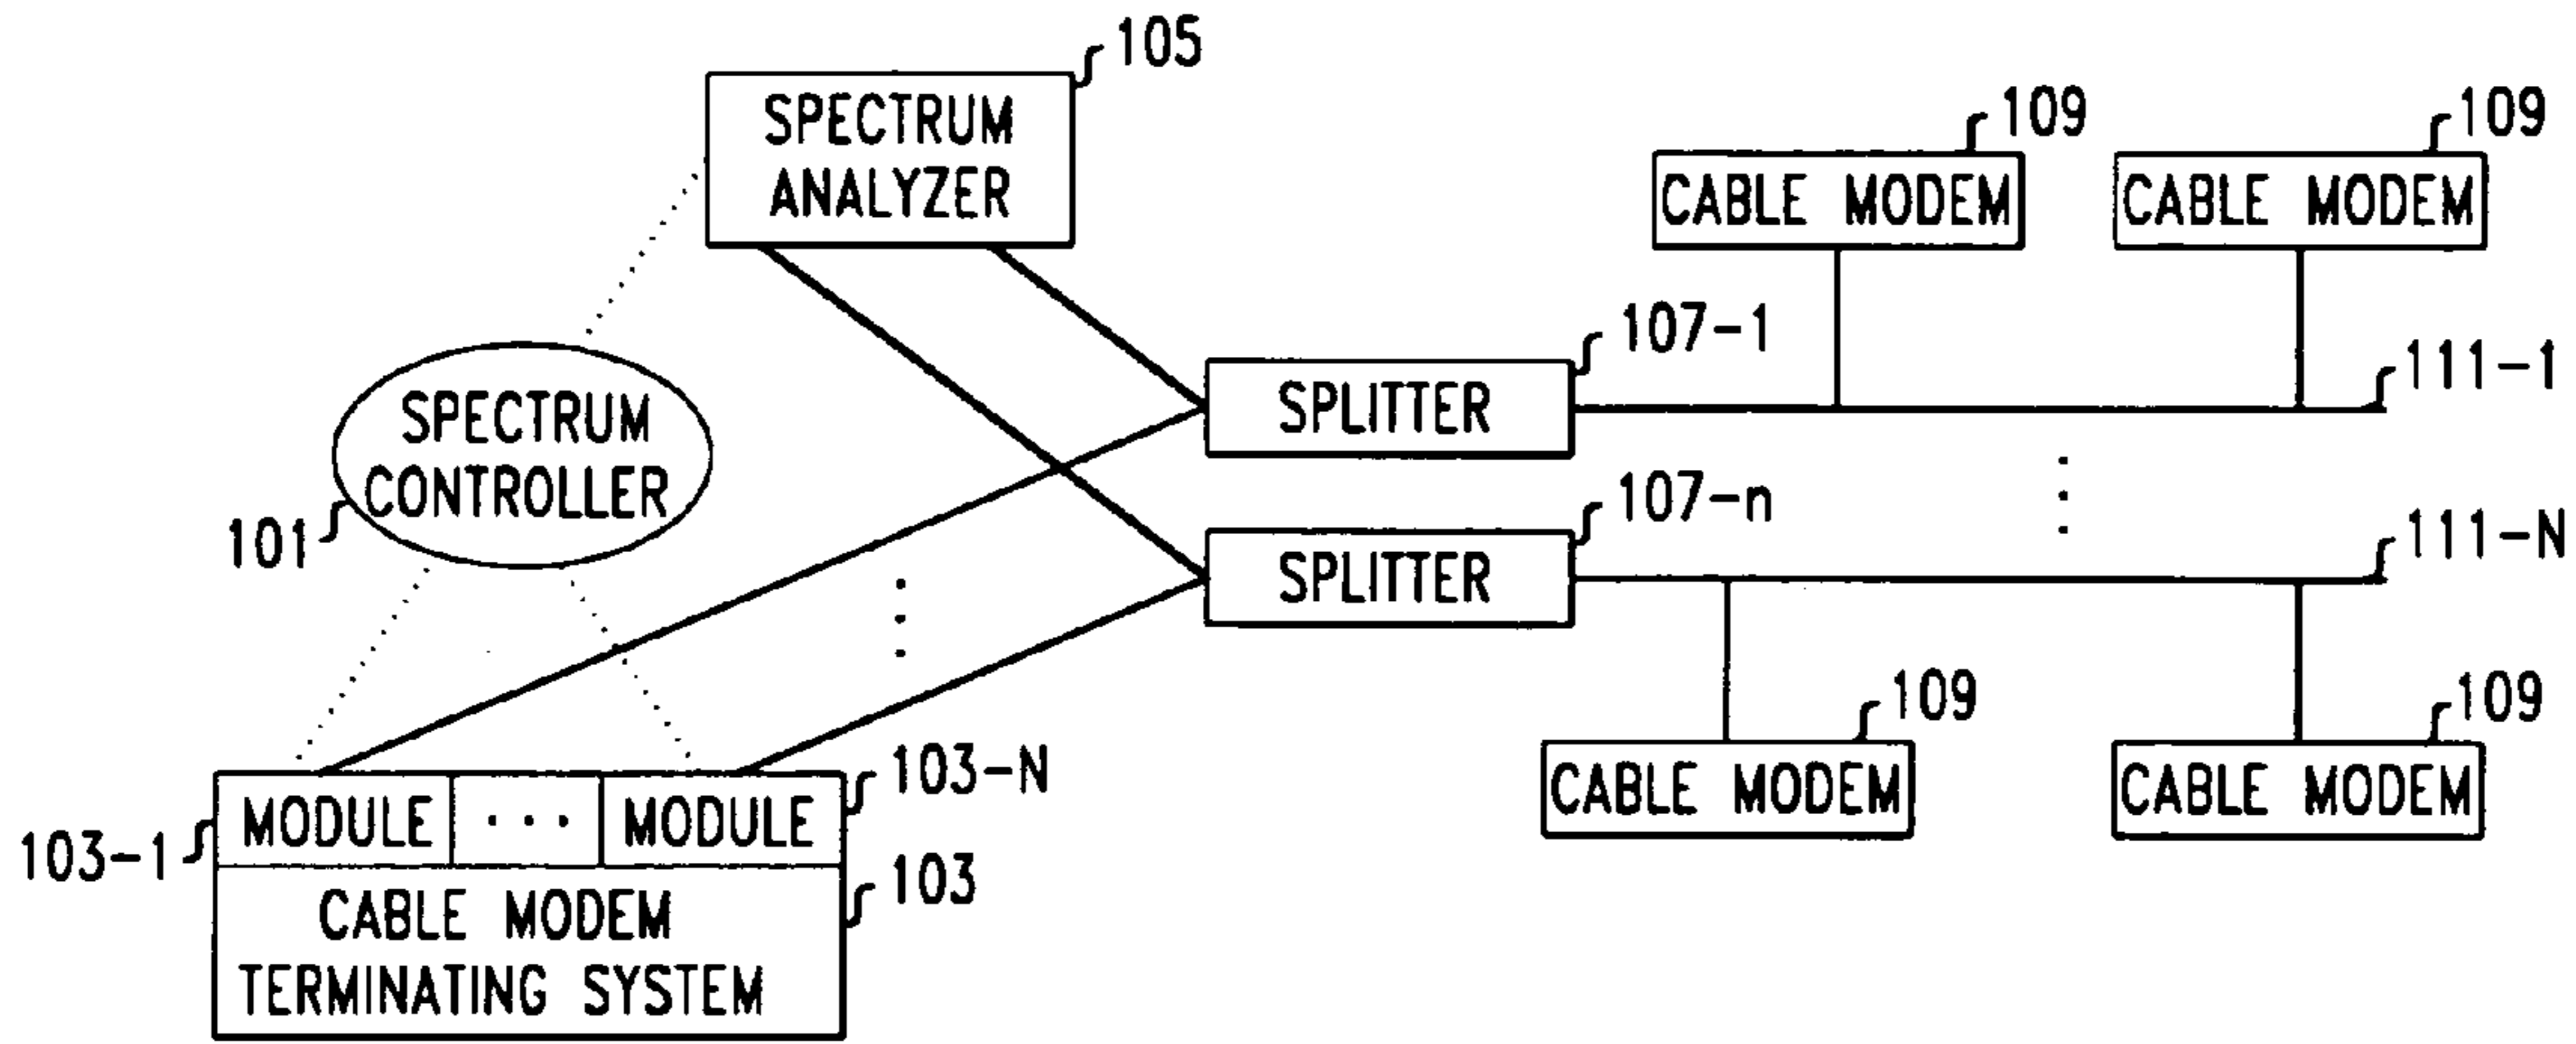 105
SPECTRUM
ANALYZER
109
109
CABLE MODEM
CABLE MODEM
107-1
SPLITTER
111-1
SPECTRUM
CONTROLLER
101
107-n
SPLITTER
111-N
109
109
CABLE MODEM
CABLE MODEM
103-N
MODULE
...
MODULE
103-1
103
CABLE MODEM
TERMINATING SYSTEM